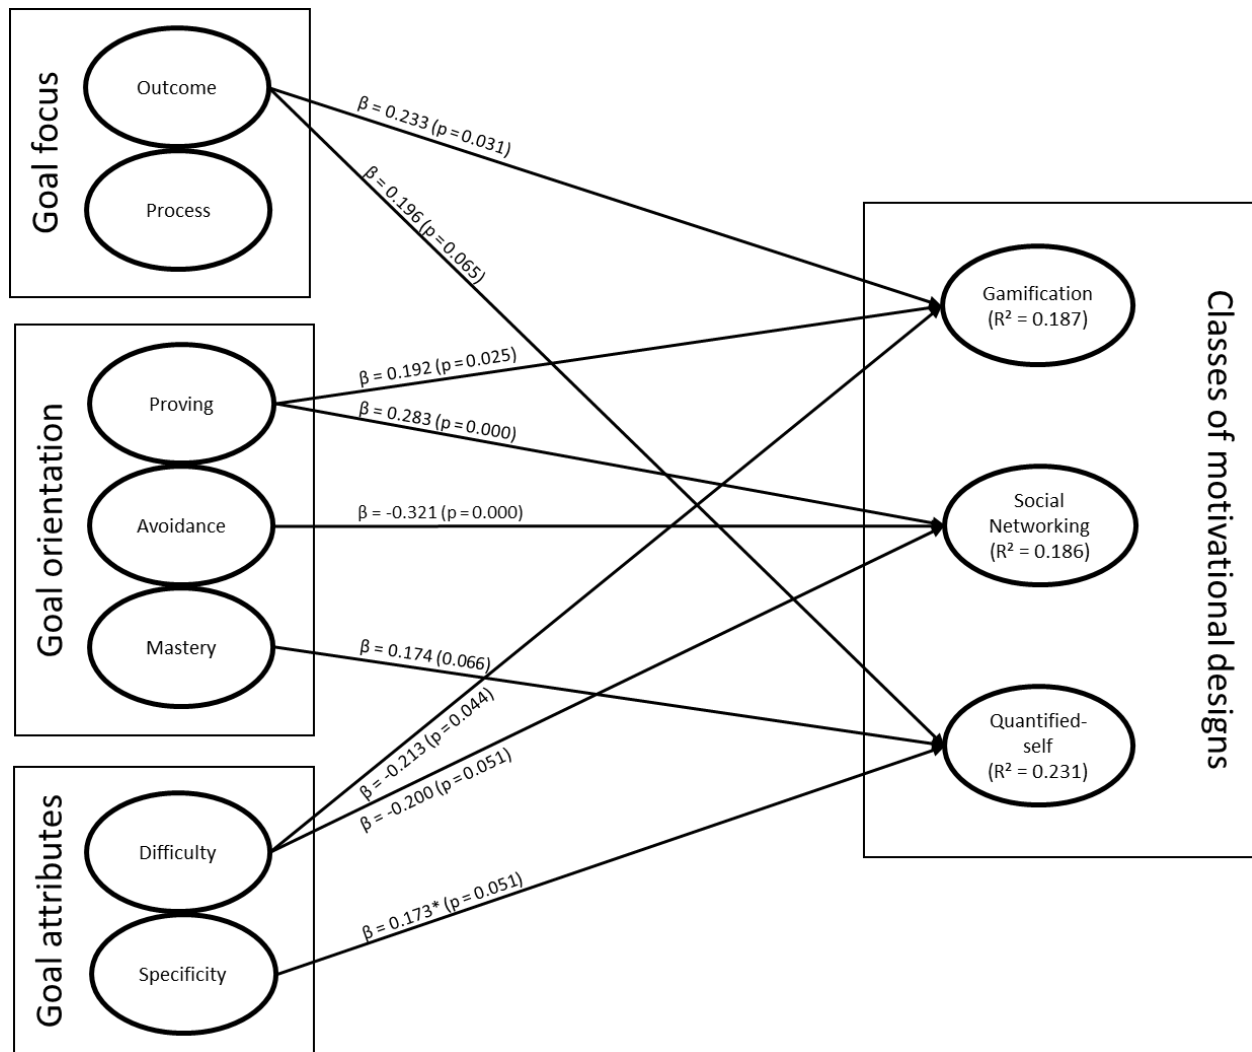 Goal focus
Outcome
Process
Goal orientation
Proving
Avoidance
Mastery
Goal attributes
Difficulty
Specificity
β = 0.233 (p = 0.031)
β = 0.196 (p = 0.065)
β = 0.192 (p = 0.025)
β = 0.283 (p = 0.000)
β = -0.321 (p = 0.000)
β = 0.174 (0.066)
β = -0.213 (p = 0.044)
β = -0.200 (p = 0.051)
β = 0.173* (p = 0.051)
Gamification
(R² = 0.187)
Social
Networking
(R² = 0.186)
Quantified-
self
(R² = 0.231)
Classes of motivational designs